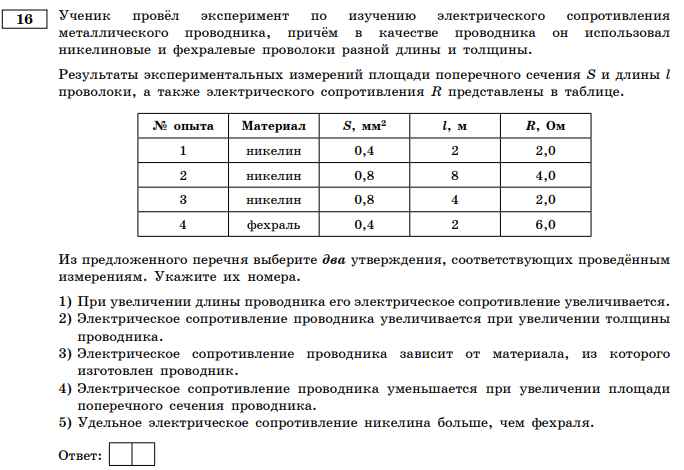 16 Ученик провёл эксперимент по изучению электрического сопротивления
металлического проводника, причём в качестве проводника он использовал
никелиновые и фехралевые проволоки разной длины и толщины.
Результаты экспериментальных измерений площади поперечного сечения S и длины l
проволоки, а также электрического сопротивления R представлены в таблице.
№ опыта Материал S, мм² l, м R, Ом
1 никелин 0,4 2 2,0
2 никелин 0,8 8 4,0
3 никелин 0,8 4 2,0
4 фехраль 0,4 2 6,0
Из предложенного перечня выберите два утверждения, соответствующих проведённым
измерениям. Укажите их номера.
1) При увеличении длины проводника его электрическое сопротивление увеличивается.
2) Электрическое сопротивление проводника увеличивается при увеличении толщины
проводника.
3) Электрическое сопротивление проводника зависит от материала, из которого
изготовлен проводник.
4) Электрическое сопротивление проводника уменьшается при увеличении площади
поперечного сечения проводника.
5) Удельное электрическое сопротивление никелина больше, чем фехраля.
Ответ: